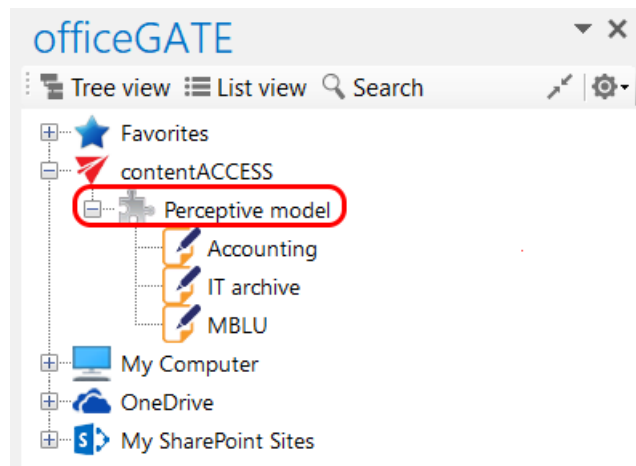 officeGATE
Tree view List view Search
Favorites
contentACCESS
Perceptive model
Accounting
IT archive
MBLU
My Computer
OneDrive
S My SharePoint Sites